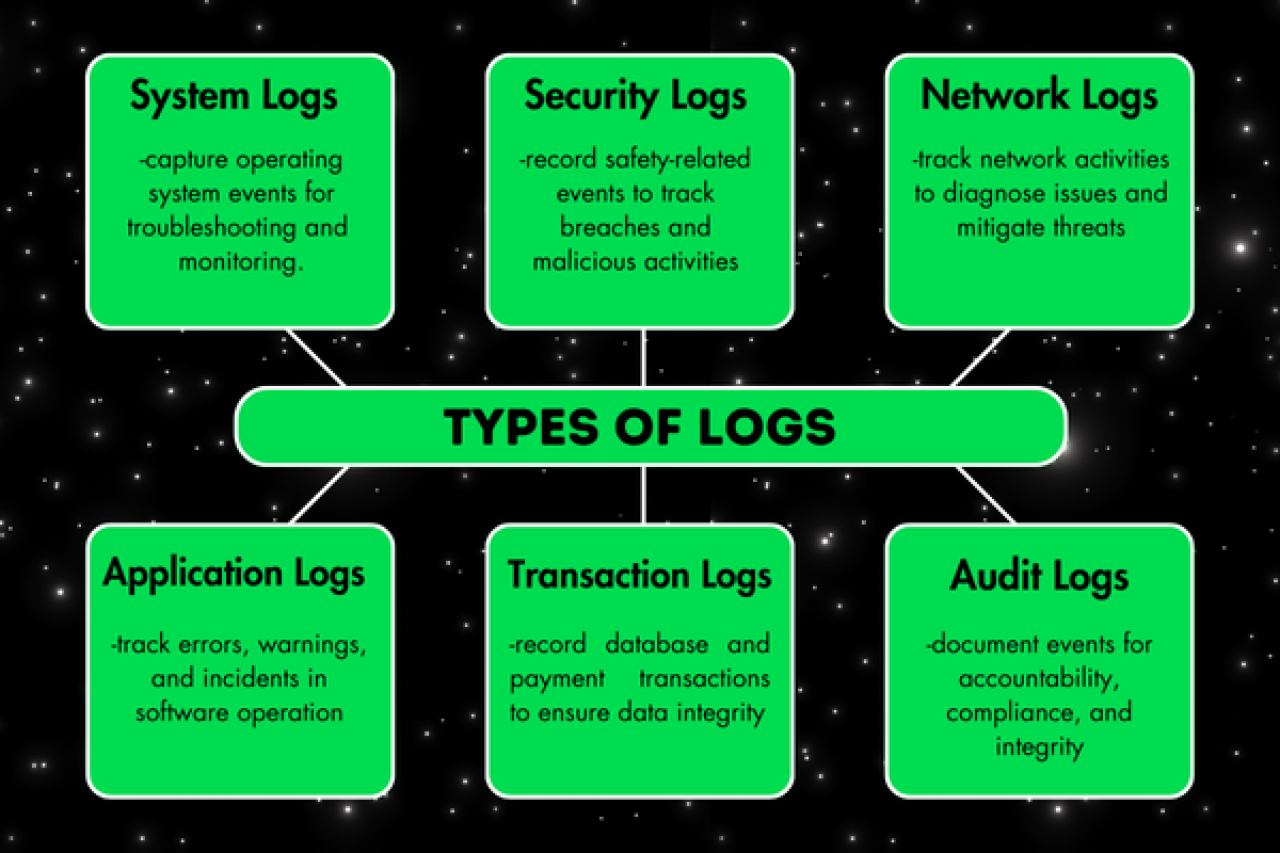 System Logs
-capture operating
system events for
troubleshooting and
monitoring.
Security Logs
-record safety-related
events to track
breaches and
malicious activities
Network Logs
-track network activities
to diagnose issues and
mitigate threats
TYPES OF LOGS
Application Logs
-track errors, warnings,
and incidents in
software operation
Transaction Logs
-record database and
payment transactions
to ensure data integrity
Audit Logs
-document events for
accountability,
compliance, and
integrity